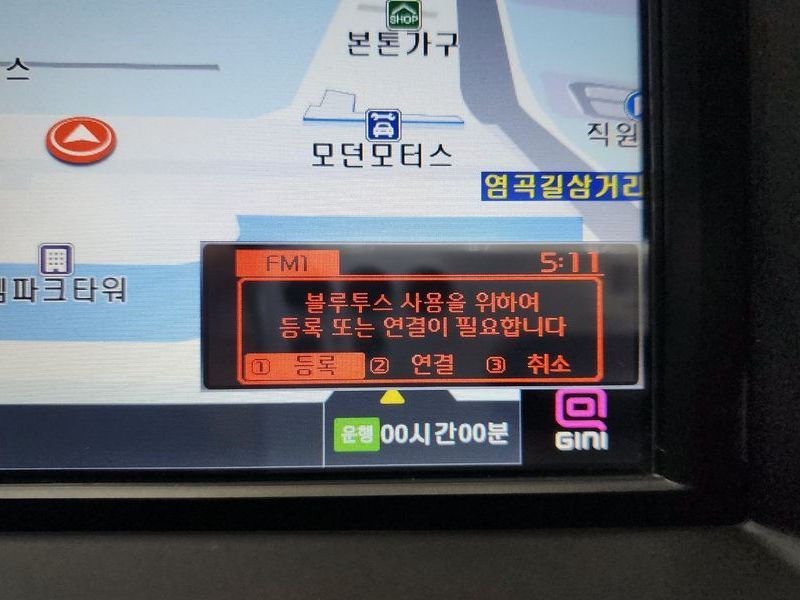 SHOP
본톤가구
스
모던모터스
직원
염곡길삼거리
파크타워
FM1 5:11
블루투스 사용을 위하여
등록 또는 연결이 필요합니다
① 등록 ② 연결 ③ 취소
운행 00시간00분
GINI